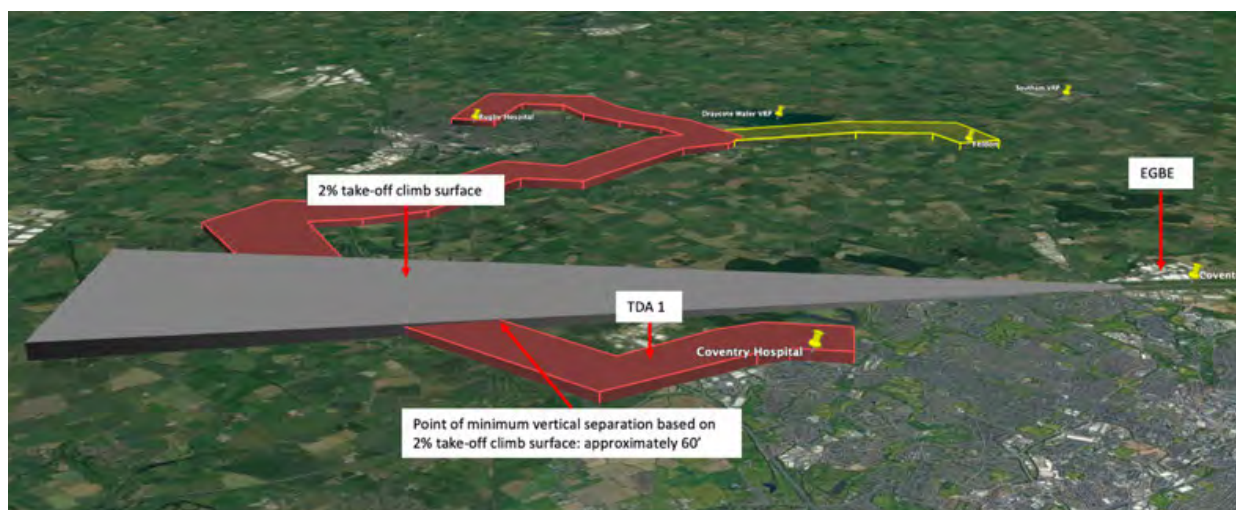 Southam VRP
Draycote Water VRP
Rugby Hospital
EGBE
2% take-off climb surface
Covent
TDA 1
Coventry Hospital
Point of minimum vertical separation based on
2% take-off climb surface: approximately 60'